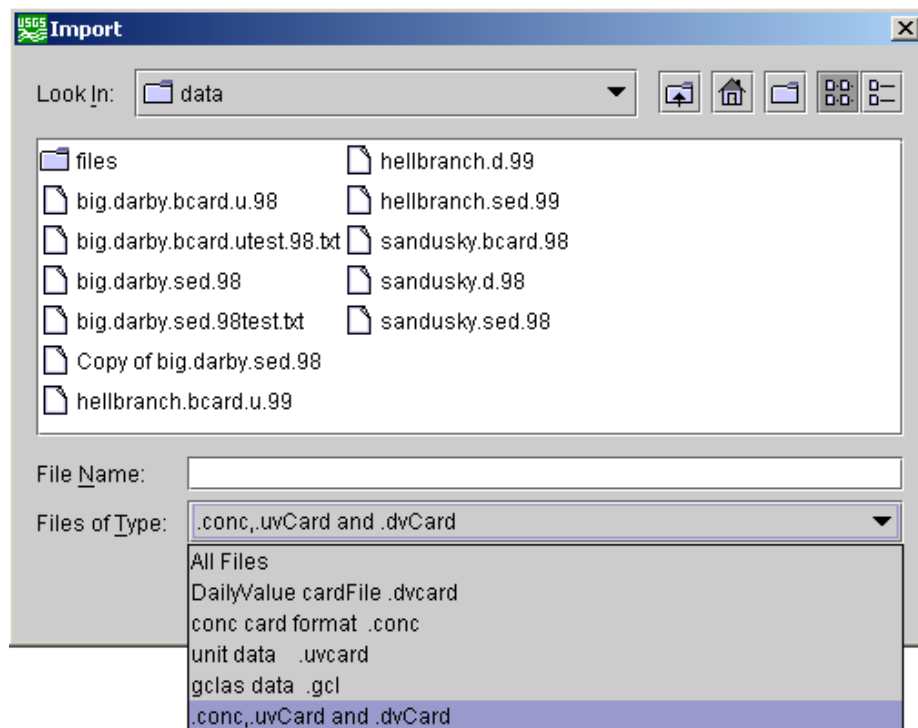 USGS Import
Look In: data
files
big.darby.bcard.u.98
big.darby.bcard.utest.98.txt
big.darby.sed.98
big.darby.sed.98test.txt
Copy of big.darby.sed.98
hellbranch.bcard.u.99
hellbranch.d.99
hellbranch.sed.99
sandusky.bcard.98
sandusky.d.98
sandusky.sed.98
File Name:
Files of Type: .conc,.uvCard and .dvCard
All Files
DailyValue cardFile .dvcard
conc card format .conc
unit data .uvcard
gclas data .gcl
.conc,.uvCard and .dvCard